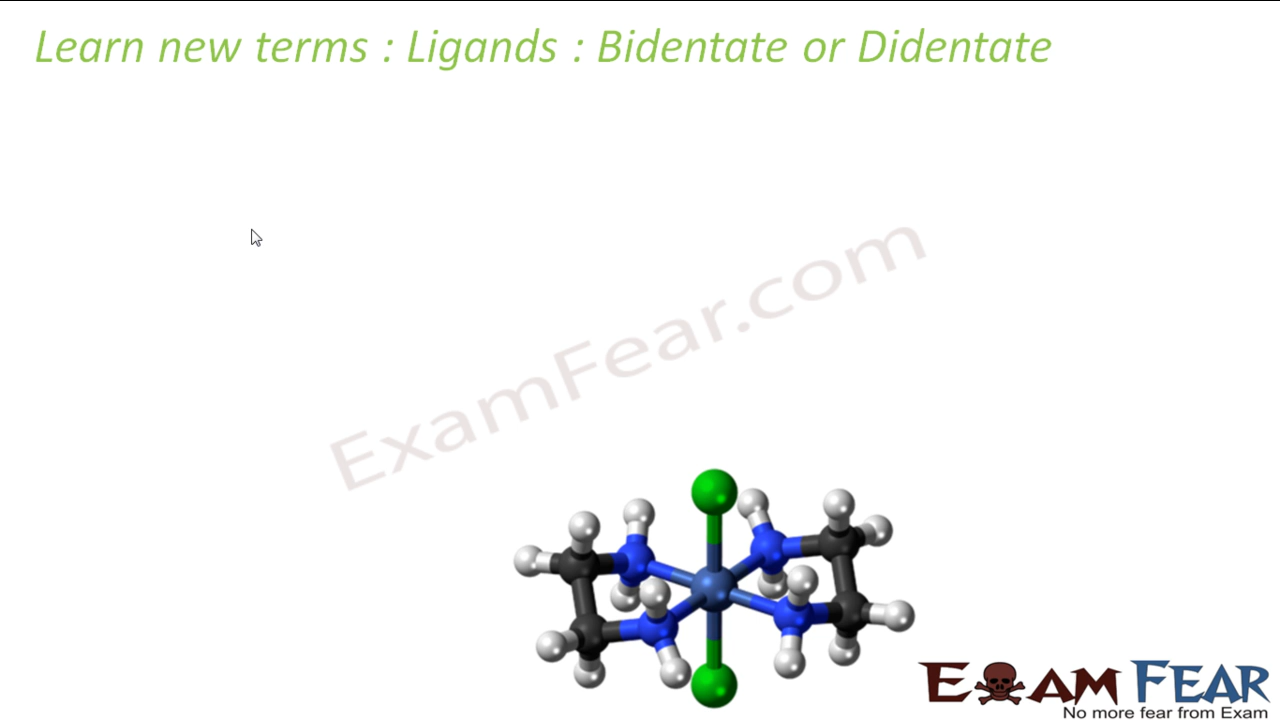 Learn new terms : Ligands : Bidentate or Didentate
ExamFear.com
EXAM FEAR
No more fear from Exam